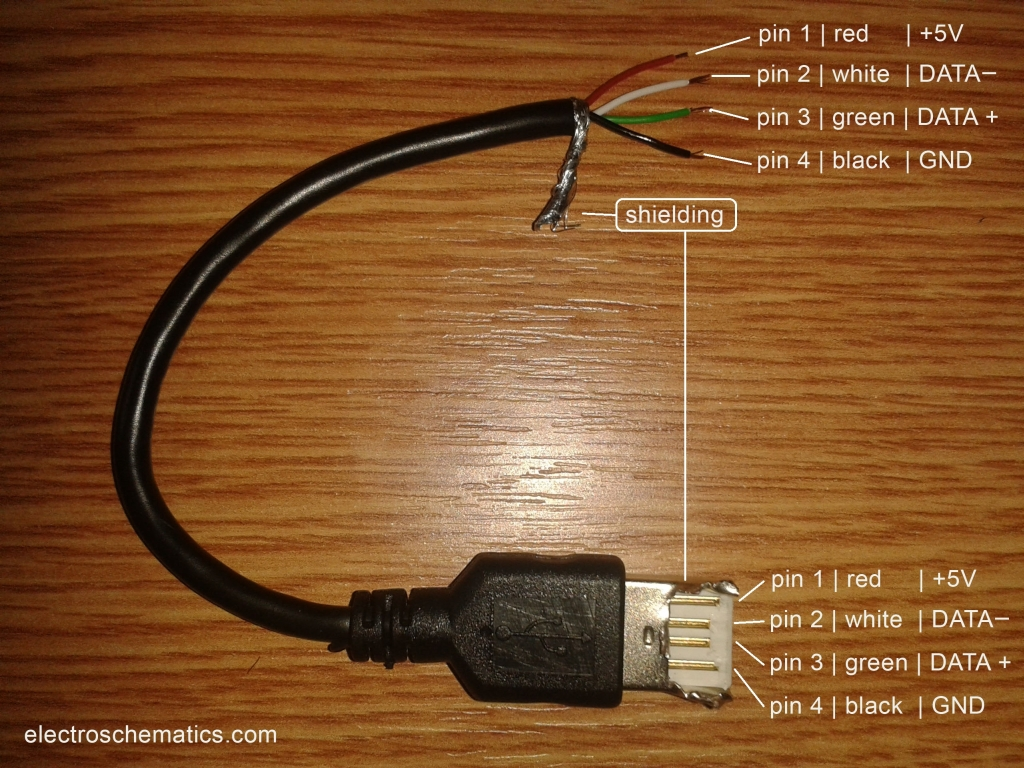 pin 1 | red | +5V
pin 2 | white | DATA−
pin 3 | green | DATA +
pin 4 | black | GND
shielding
pin 1 | red | +5V
pin 2 | white | DATA−
pin 3 | green | DATA +
pin 4 | black | GND
electroschematics.com